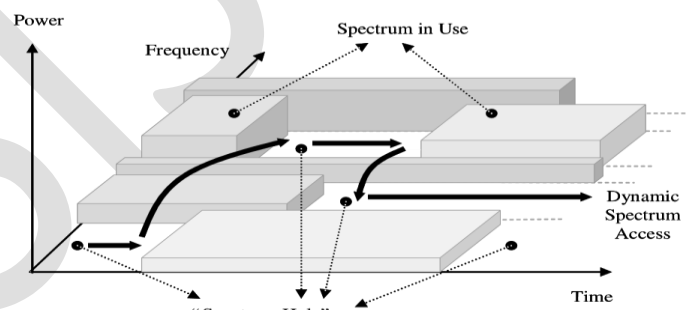 Power
Spectrum in Use
Frequency
Dynamic
Spectrum
Access
Time